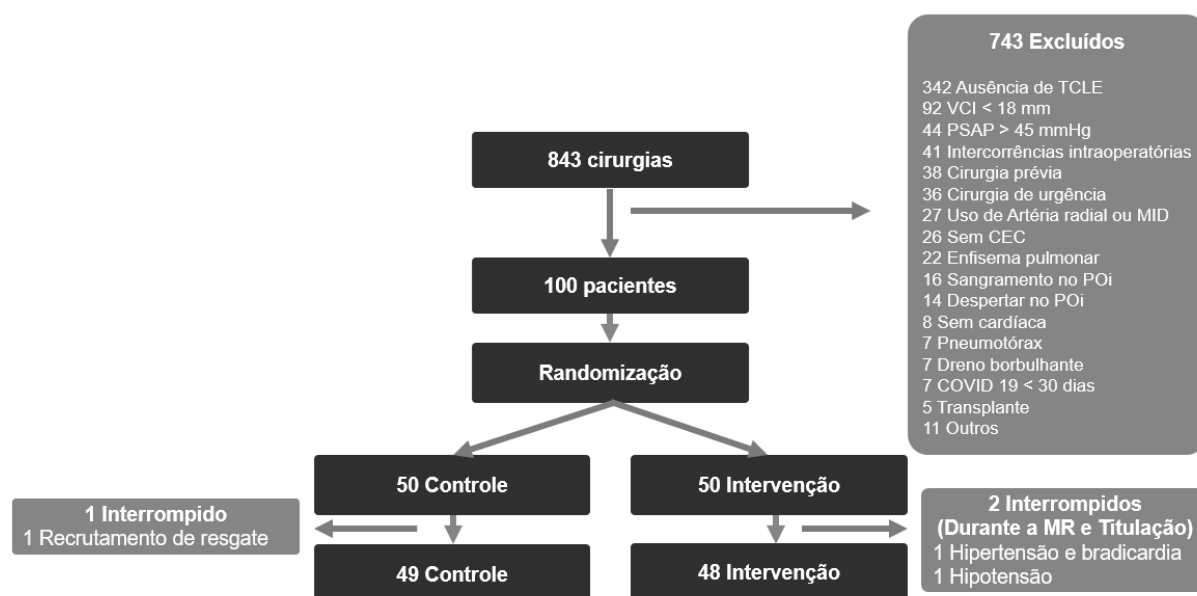 743 Excluídos
342 Ausência de TCLE
92 VCI < 18 mm
44 PSAP > 45 mmHg
41 Intercorrências intraoperatórias
38 Cirurgia prévia
36 Cirurgia de urgência
27 Uso de Artéria radial ou MID
26 Sem CEC
22 Enfisema pulmonar
16 Sangramento no POi
14 Despertar no POi
8 Sem cardíaca
7 Pneumotórax
7 Dreno borbulhante
7 COVID 19 < 30 dias
5 Transplante
11 Outros
843 cirurgias
100 pacientes
Randomização
50 Controle
50 Intervenção
1 Interrompido
1 Recrutamento de resgate
2 Interrompidos
(Durante a MR e Titulação)
1 Hipertensão e bradicardia
1 Hipotensão
49 Controle
48 Intervenção